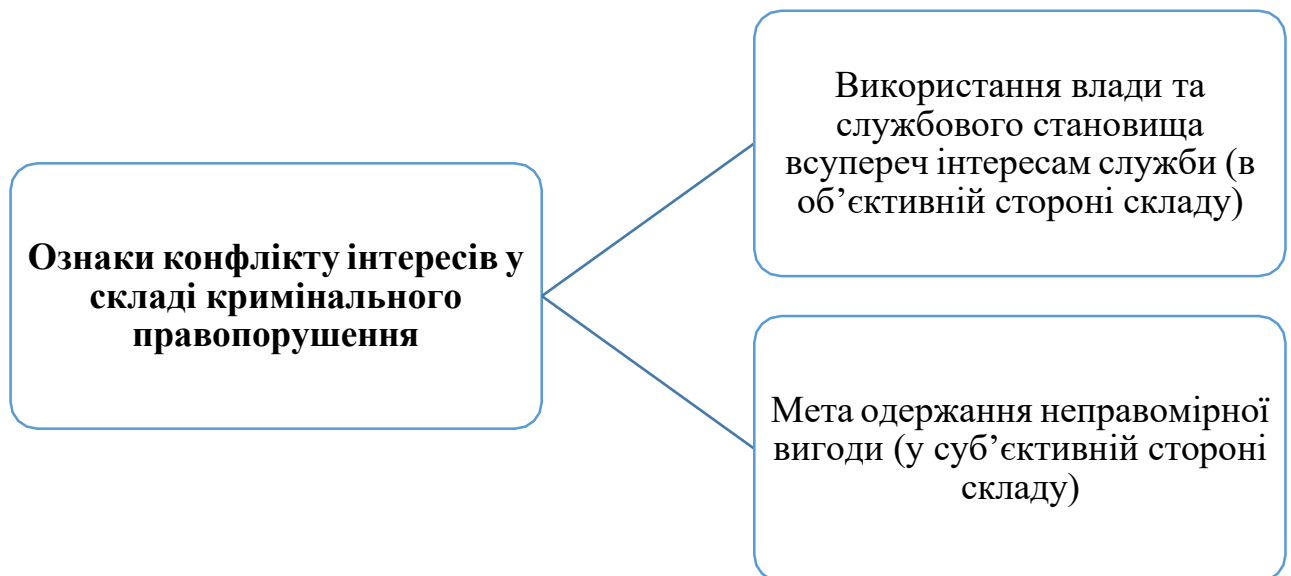 Ознаки конфлікту інтересів у
складі кримінального
правопорушення
Використання влади та
службового становища
всупереч інтересам служби (в
об’єктивній стороні складу)
Мета одержання неправомірної
вигоди (у суб’єктивній стороні
складу)